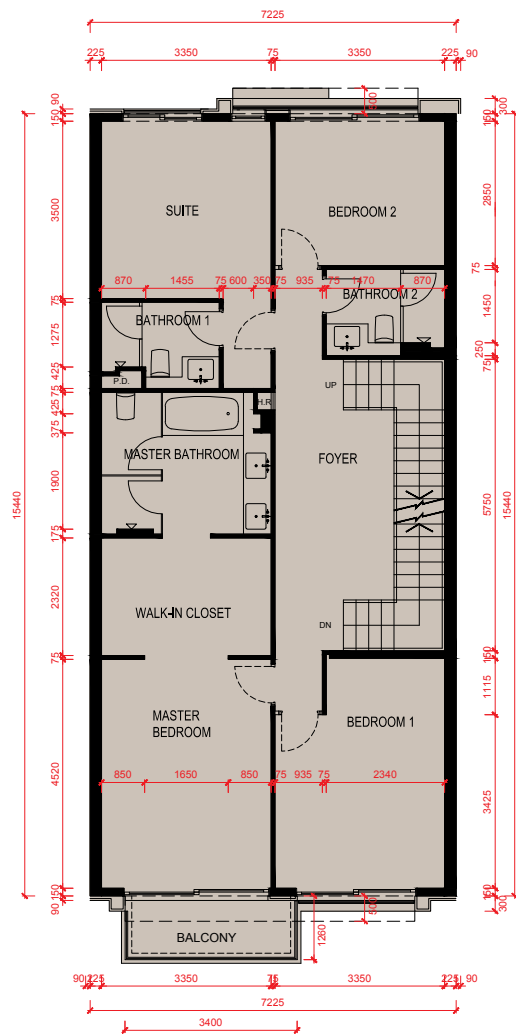 7225
225 3350 75 3350 225 90
90
150
500
300
150
300
3500
SUITE
BEDROOM 2
2850
870 1455 75 600 350 75 935 75 1470 870
75
75
BATHROOM 1
BATHROOM 2
1275
1450
425
P.D.
250
75
75
UP
425
H.R
375
MASTER BATHROOM
FOYER
1900
15440
5750
15440
175
2320
WALK-IN CLOSET
DN
75
150
1115
MASTER
BEDROOM
BEDROOM 1
4520
850 1650 850 75 935 75 2340
3425
150
90
500
150
300
BALCONY
1260
90 225 3350 75 3350 225 90
7225
3400